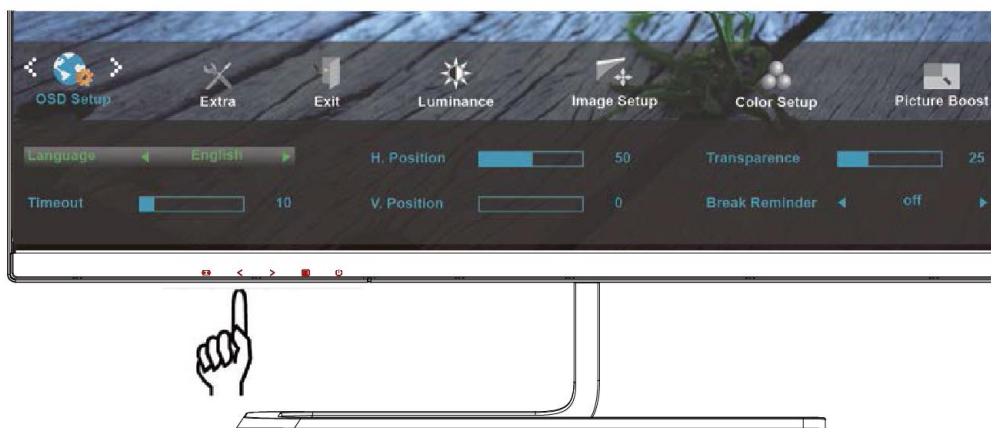 OSD Setup Extra Exit Luminance Image Setup Color Setup Picture Boost
Language English H. Position 50 Transparence 25
Timeout 10 V. Position 0 Break Reminder off